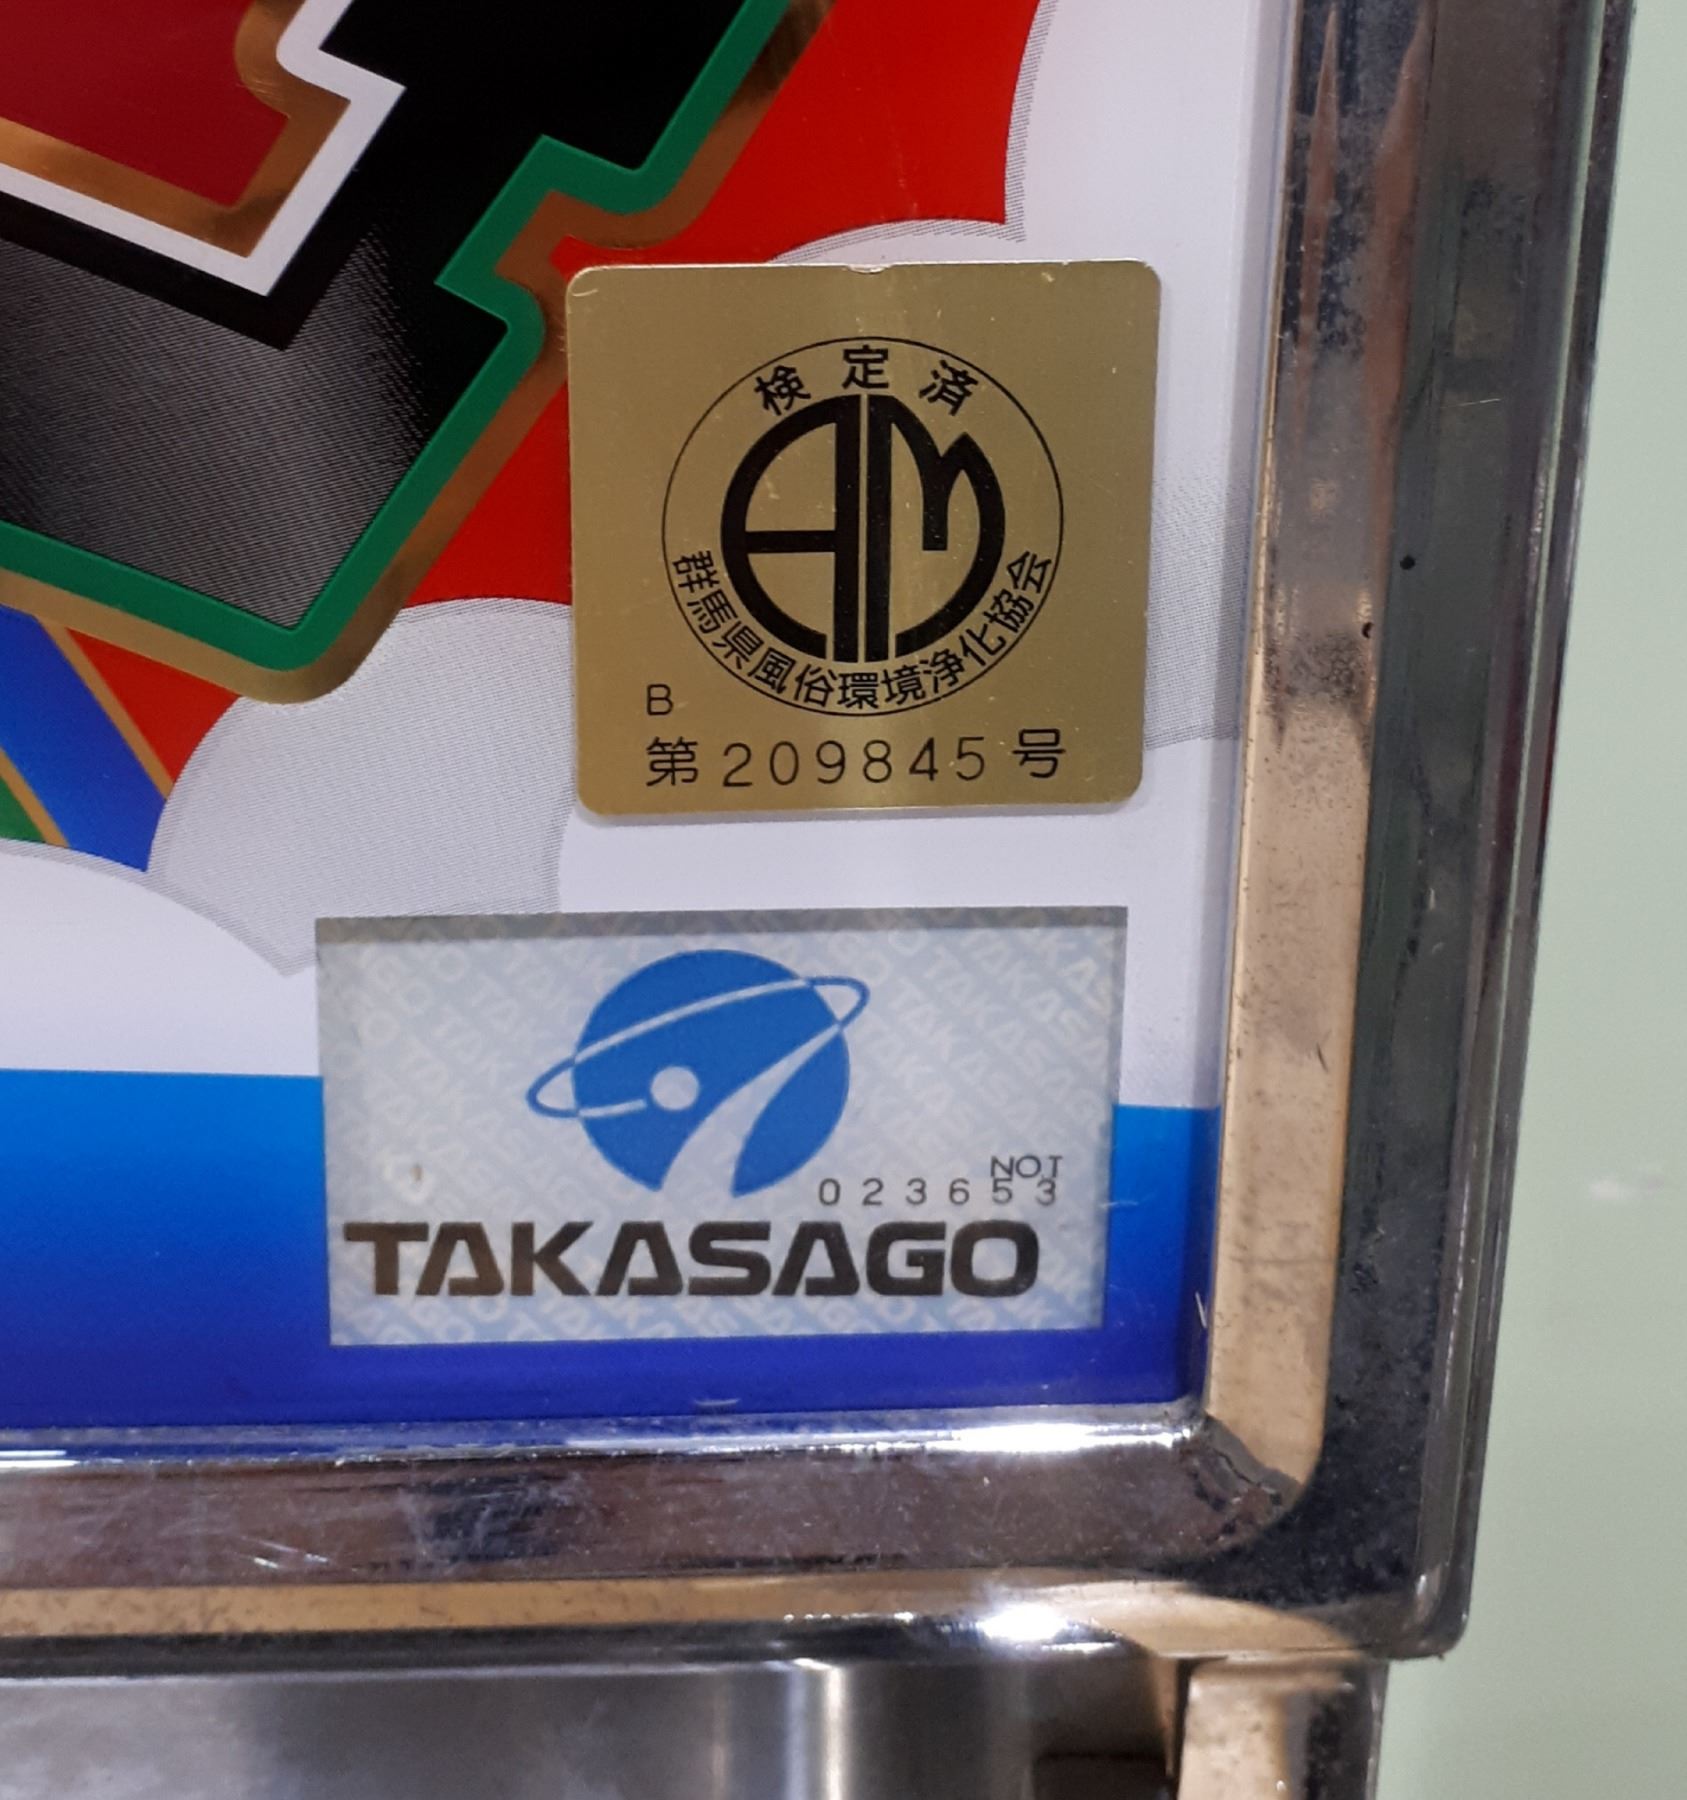 検定済
AM
群馬県風俗環境浄化協会
B
第209845号
NOT
023653
TAKASAGO